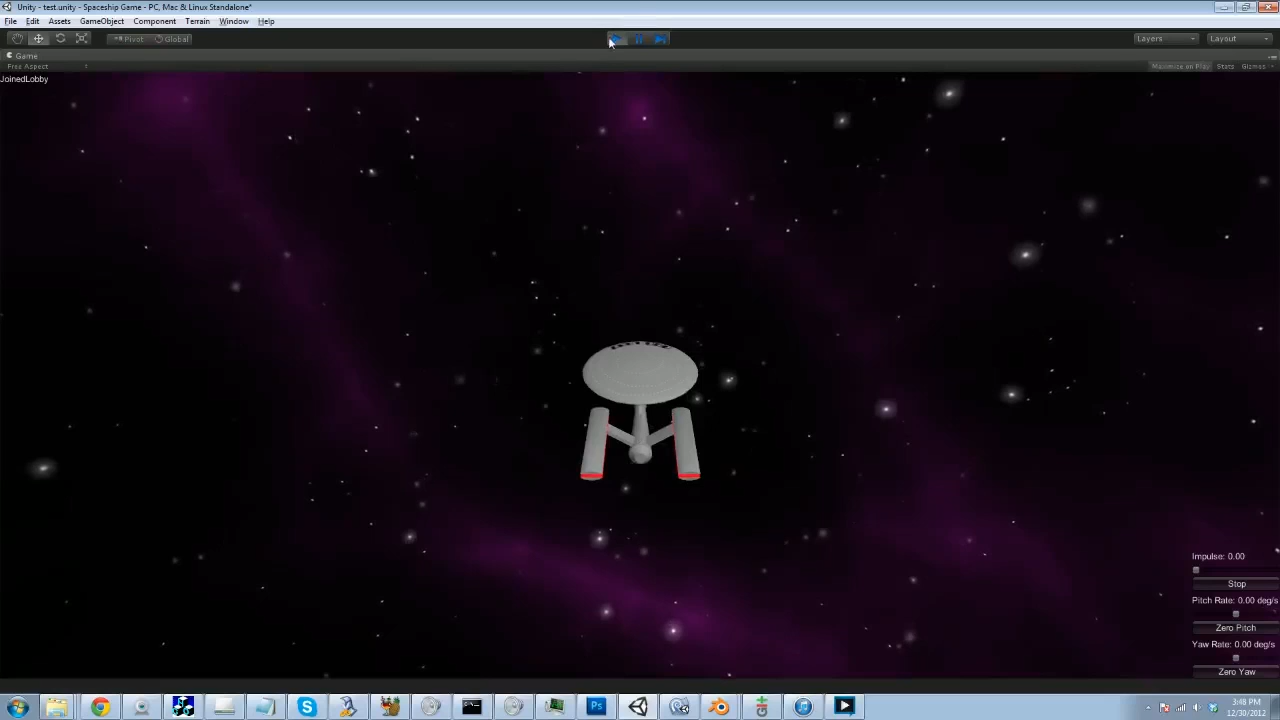 Unity - test.unity - Spaceship Game - PC, Mac & Linux Standalone*
File Edit Assets GameObject Component Terrain Window Help
Pivot Global Layers Layout
Game
Free Aspect Maximize on Play Stats Gizmos
JoinedLobby
Impulse: 0.00
Stop
Pitch Rate: 0.00 deg/s
Zero Pitch
Yaw Rate: 0.00 deg/s
Zero Yaw
Ps
3:48 PM
12/30/2012